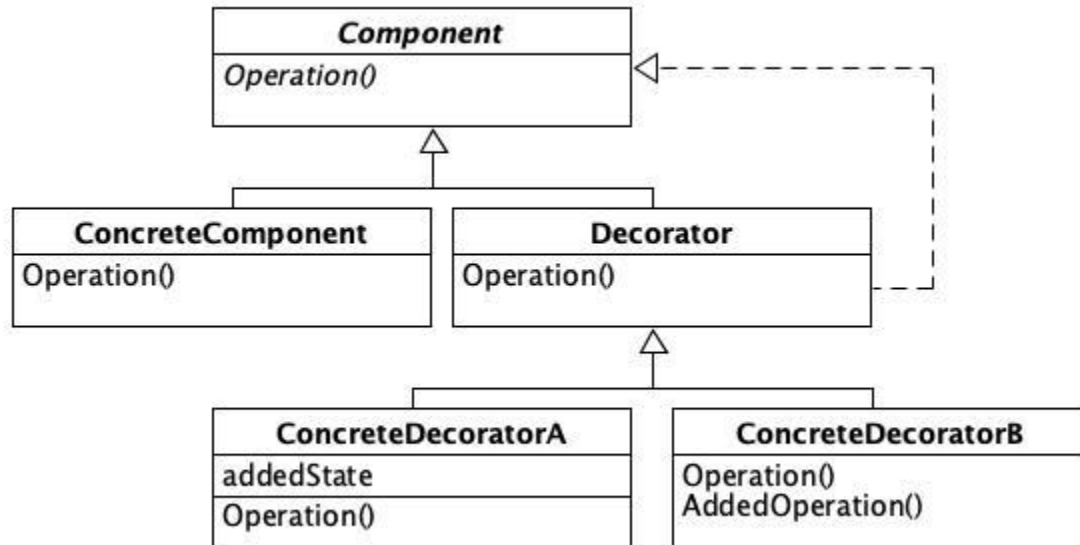 Component
Operation()
ConcreteComponent
Operation()
Decorator
Operation()
ConcreteDecoratorA
addedState
Operation()
ConcreteDecoratorB
Operation()
AddedOperation()